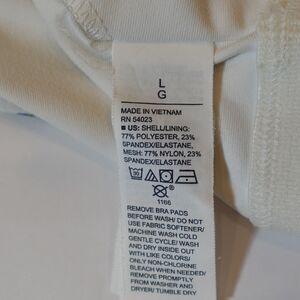 L
G
MADE IN VIETNAM
RN 54023
■ US: SHELL/LINING:
77% POLYESTER, 23%
SPANDEX/ELASTANE,
MESH: 77% NYLON, 23%
SPANDEX/ELASTANE
30
®
1166
REMOVE BRA PADS
BEFORE WASH/ DO NOT
USE FABRIC SOFTENER/
MACHINE WASH COLD
GENTLE CYCLE/ WASH
AND DRY INSIDE OUT
WITH LIKE COLORS/
ONLY NON-CHLORINE
BLEACH WHEN NEEDED/
REMOVE PROMPTLY
FROM WASHER AND
DRYER/ TUMBLE DRY